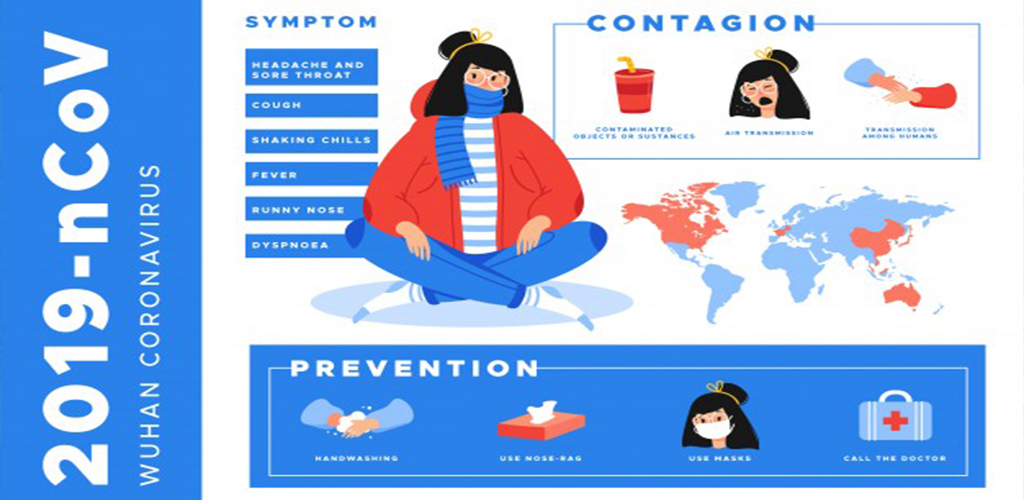 2019-nCoV
WUHAN CORONAVIRUS
SYMPTOM
HEADACHE AND
SORE THROAT
COUGH
SHAKING CHILLS
FEVER
RUNNY NOSE
DYSPNOEA
CONTAGION
CONTAMINATED
OBJECTS OR SUSTANCES
AIR TRANSMISSION
TRANSMISSION
AMONG HUMANS
PREVENTION
HANDWASHING
USE NOSE-RAG
USE MASKS
CALL THE DOCTOR